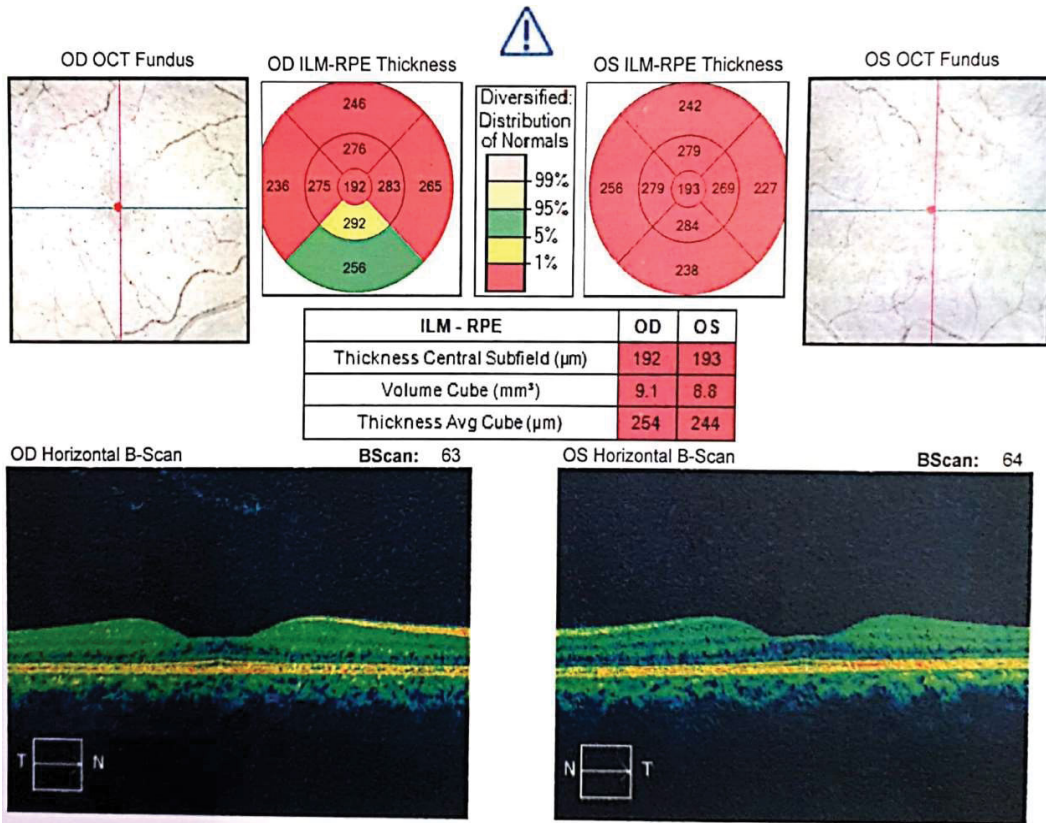 OD OCT Fundus
OD ILM-RPE Thickness
OS ILM-RPE Thickness
OS OCT Fundus
246
276
236 275 192 283 265
292
256
Diversified:
Distribution
of Normals
99%
95%
5%
1%
242
279
256 279 193 269 227
284
238
ILM - RPE OD OS
Thickness Central Subfield (µm) 192 193
Volume Cube (mm³) 9.1 8.8
Thickness Avg Cube (µm) 254 244
OD Horizontal B-Scan BScan: 63
OS Horizontal B-Scan BScan: 64
T N
N T